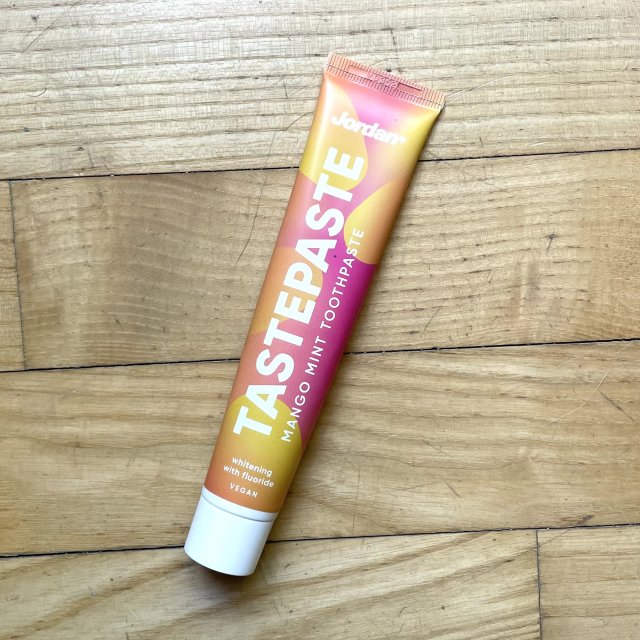 Jordan*
TASTEPASTE
MANGO MINT TOOTHPASTE
whitening
with fluoride
VEGAN